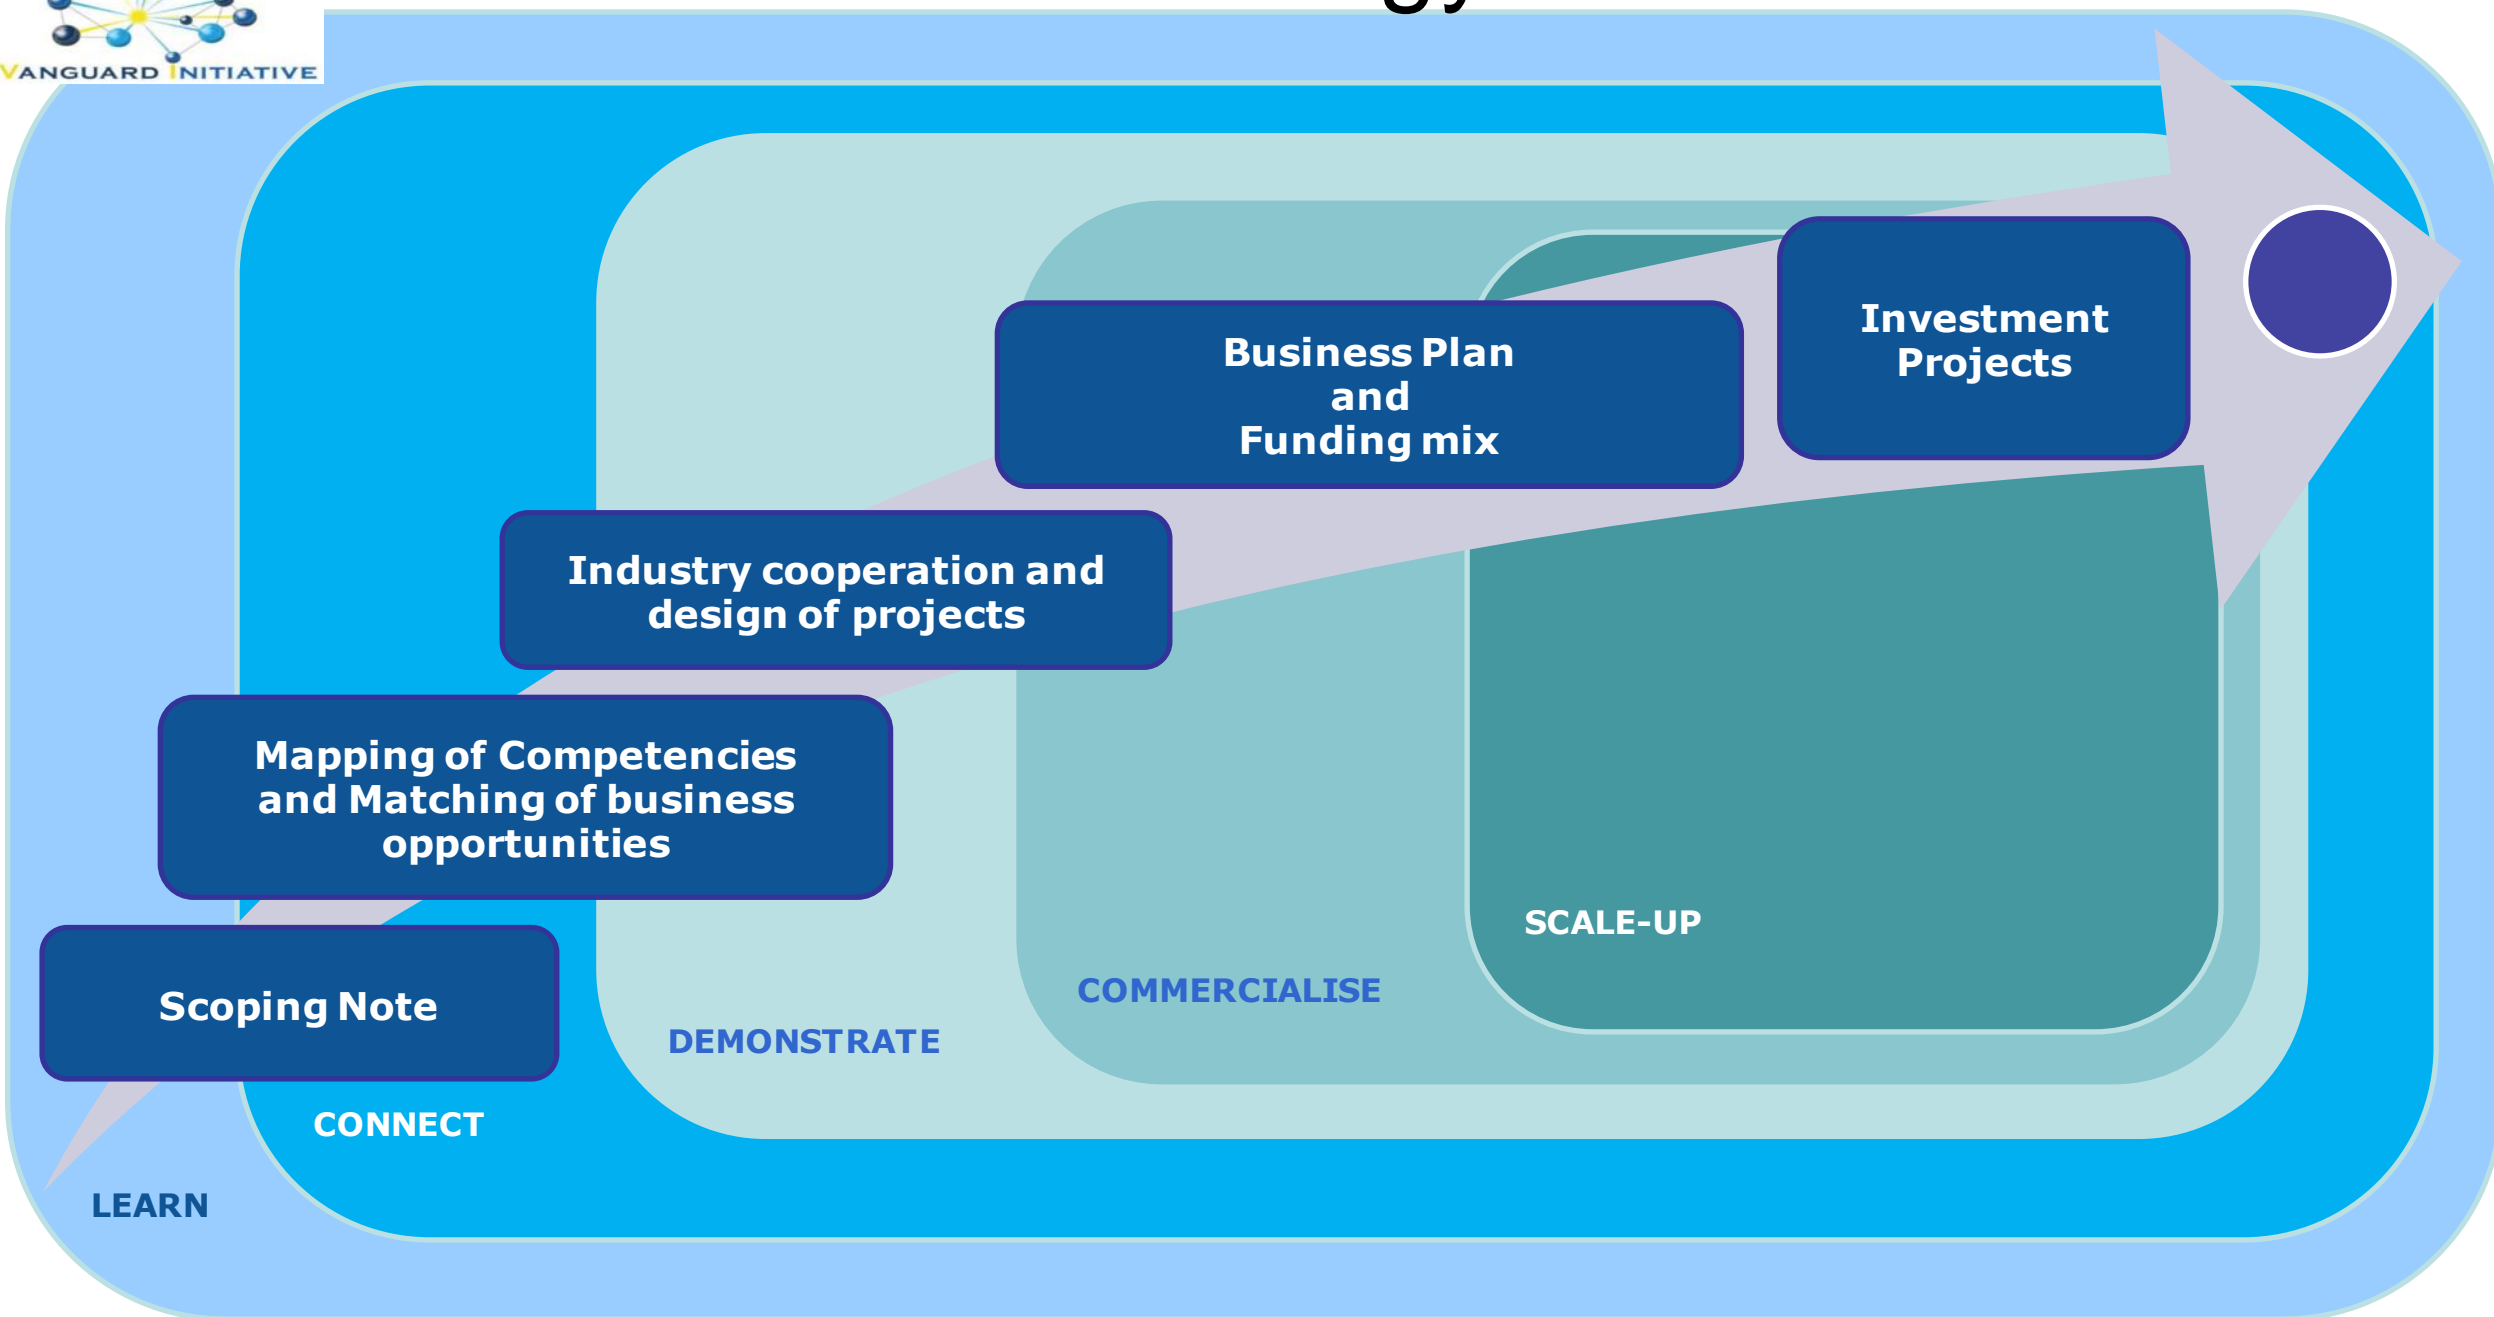 VANGUARD INITIATIVE
Investment
Projects
Business Plan
and
Funding mix
Industry cooperation and
design of projects
Mapping of Competencies
and Matching of business
opportunities
Scoping Note
SCALE-UP
COMMERCIALISE
DEMONSTRATE
CONNECT
LEARN